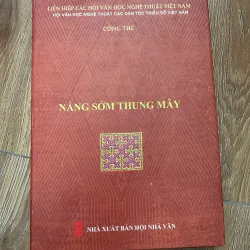 LIÊN HIỆP CÁC HỘI VĂN HỌC NGHỆ THUẬT VIỆT NAM
HỘI VĂN HỌC NGHỆ THUẬT CÁC DÂN TỘC THIỂU SỐ VIỆT NAM
CÔNG THẾ
NẮNG SỚM THUNG MÂY
NHÀ XUẤT BẢN HỘI NHÀ VĂN